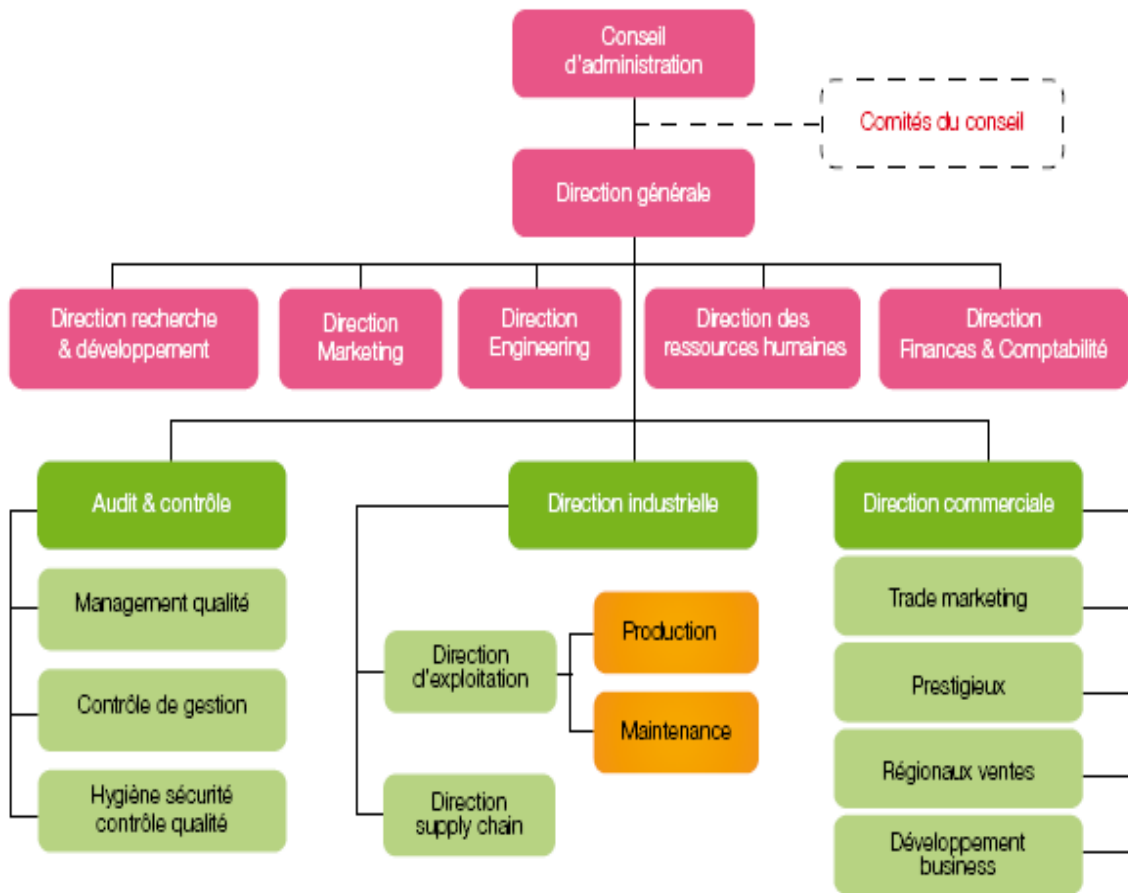 Conseil
d'administration
Comités du conseil
Direction générale
Direction recherche
& développement
Direction
Marketing
Direction
Engineering
Direction des
ressources humaines
Direction
Finances & Comptabilité
Audit & contrôle
Direction industrielle
Direction commerciale
Management qualité
Trade marketing
Production
Direction
d'exploitation
Contrôle de gestion
Prestigieux
Maintenance
Régionaux ventes
Hygiène sécurité
contrôle qualité
Direction
supply chain
Développement
business